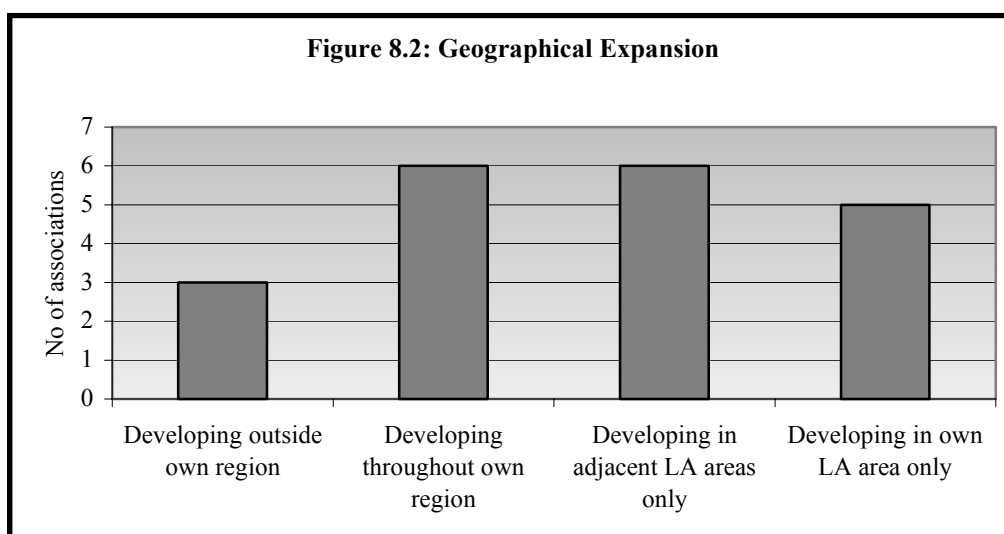 Figure 8.2: Geographical Expansion
7
6
5
4
3
2
1
0
No of associations
Developing outside
own region
Developing
throughout own
region
Developing in
adjacent LA areas
only
Developing in own
LA area only